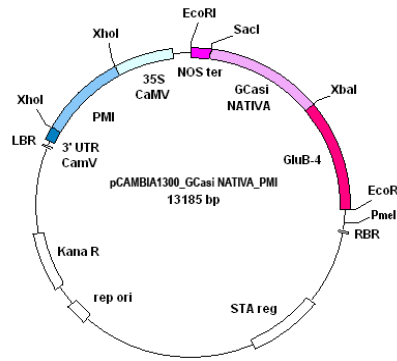 EcoRI
SacI
XhoI
35S
CaMV
NOS ter
GCasi
NATIVA
XbaI
PMI
XhoI
LBR
3' UTR
CamV
GluB-4
pCAMBIA1300_GCasi NATIVA_PMI
13185 bp
EcoR
PmeI
RBR
Kana R
rep ori
STA reg